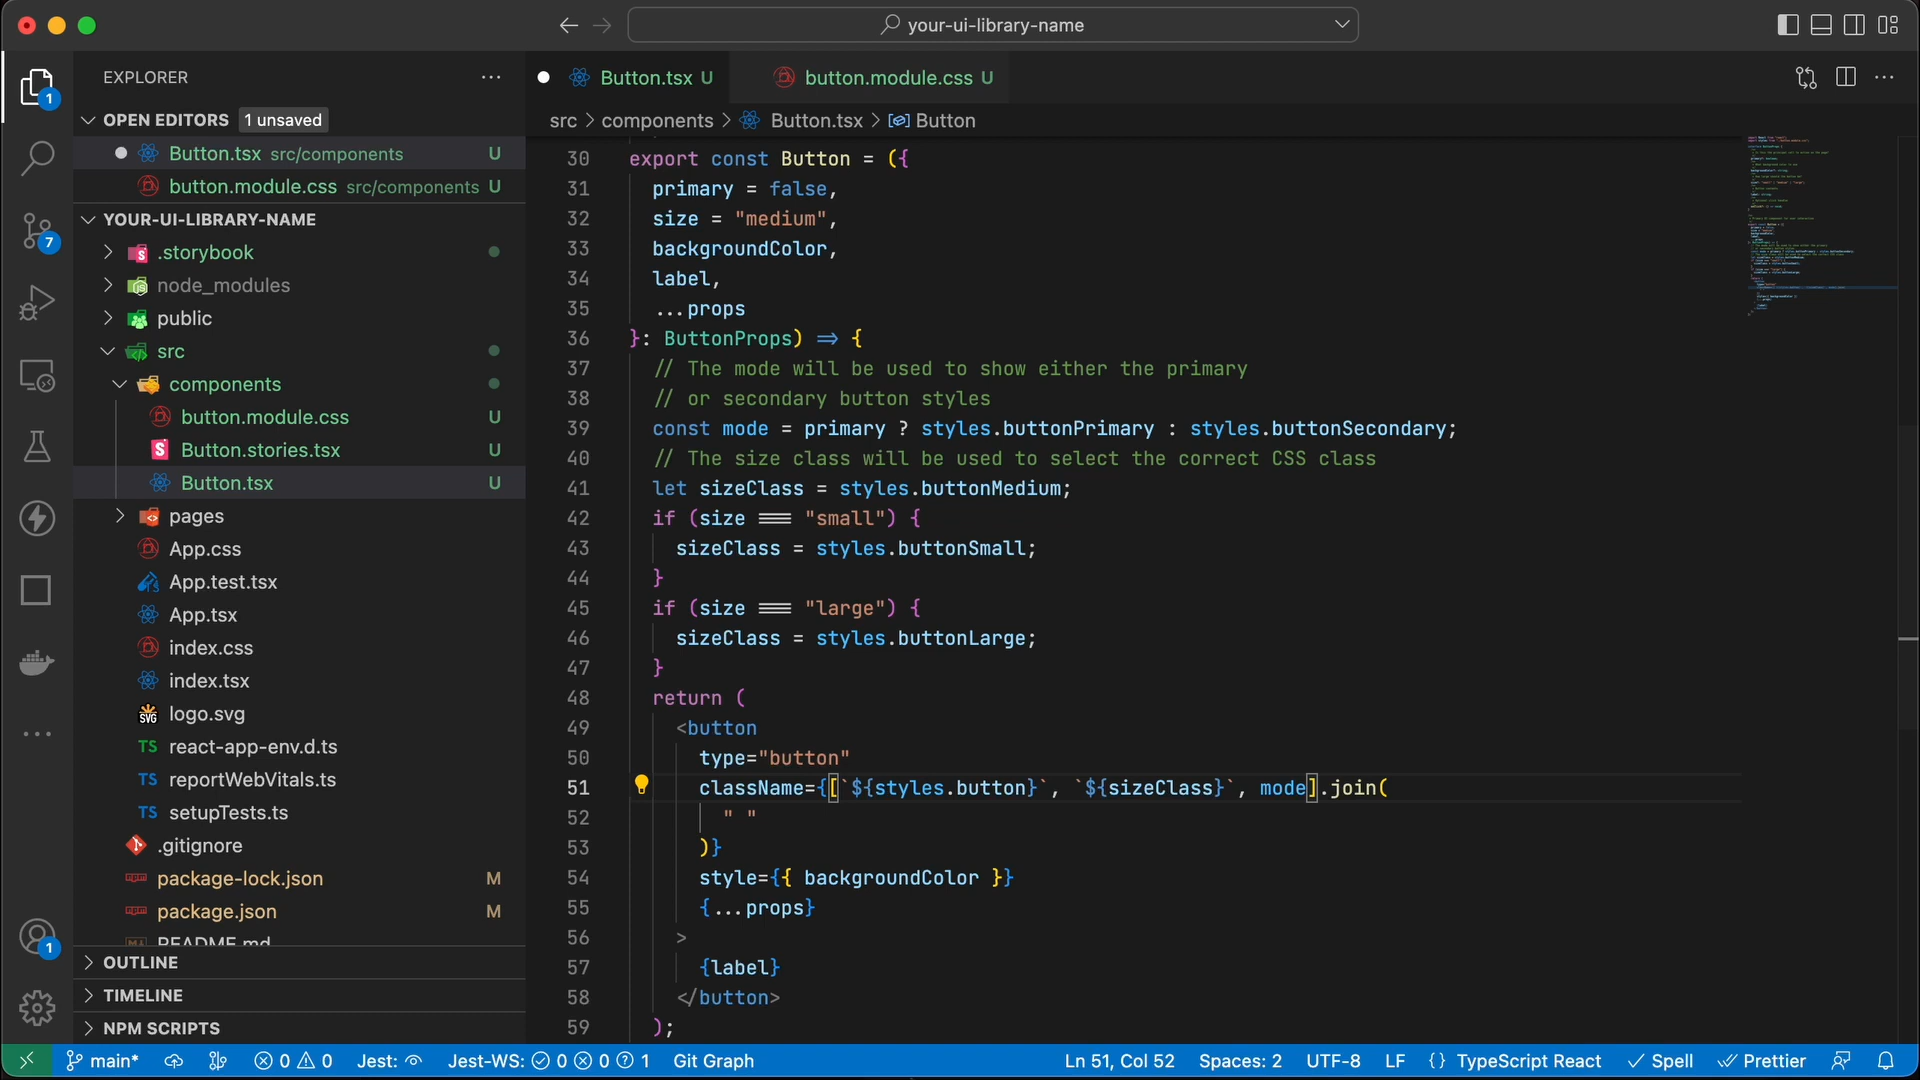 your-ui-library-name
EXPLORER
OPEN EDITORS 1 unsaved
Button.tsx src/components U
button.module.css src/components U
YOUR-UI-LIBRARY-NAME
.storybook
node_modules
public
src
components
button.module.css U
Button.stories.tsx U
Button.tsx U
pages
App.css
App.test.tsx
App.tsx
index.css
index.tsx
SVG logo.svg
TS react-app-env.d.ts
TS reportWebVitals.ts
TS setupTests.ts
.gitignore
package-lock.json M
package.json M
README.md
OUTLINE
TIMELINE
NPM SCRIPTS
1
7
1
Button.tsx U
button.module.css U
src > components > Button.tsx > Button
30 export const Button = ({
31 primary = false,
32 size = "medium",
33 backgroundColor,
34 label,
35 ...props
36 }: ButtonProps) => {
37 // The mode will be used to show either the primary
38 // or secondary button styles
39 const mode = primary ? styles.buttonPrimary : styles.buttonSecondary;
40 // The size class will be used to select the correct CSS class
41 let sizeClass = styles.buttonMedium;
42 if (size === "small") {
43 sizeClass = styles.buttonSmall;
44 }
45 if (size === "large") {
46 sizeClass = styles.buttonLarge;
47 }
48 return (
49 <button
50 type="button"
51 className={[`${styles.button}`, `${sizeClass}`, mode].join(
52 " "
53 )}
54 style={{ backgroundColor }}
55 {...props}
56 >
57 {label}
58 </button>
59 );
main* 0 0 Jest: Jest-WS: 0 0 1 Git Graph Ln 51, Col 52 Spaces: 2 UTF-8 LF {} TypeScript React Spell Prettier